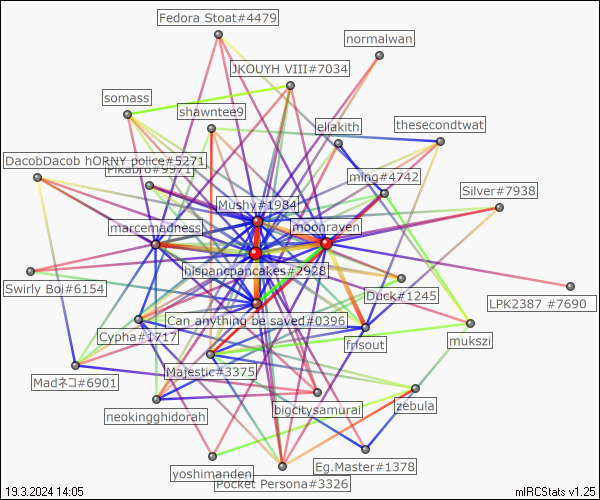 Fedora Stoat#4479
normalwan
JKOUYH VIII#7034
somass
shawntee9
eliakith
thesecondtwat
DacobDacob hORNY police#5271
Pikabro#9971
ming#4742
Silver#7938
Mushy#1984
marcemadness
moonraven
hispancpancakes#2928
Swirly Boi#6154
Duck#1245
LPK2387 #7690
Can anything be saved#0396
Cypha#1717
frisout
mukszi
Majestic#3375
Madネコ#6901
neokingghidorah
bigcitysamurai
zebula
yoshimanden
Eg.Master#1378
Pocket Persona#3326
19.3.2024 14:05
mIRCStats v1.25